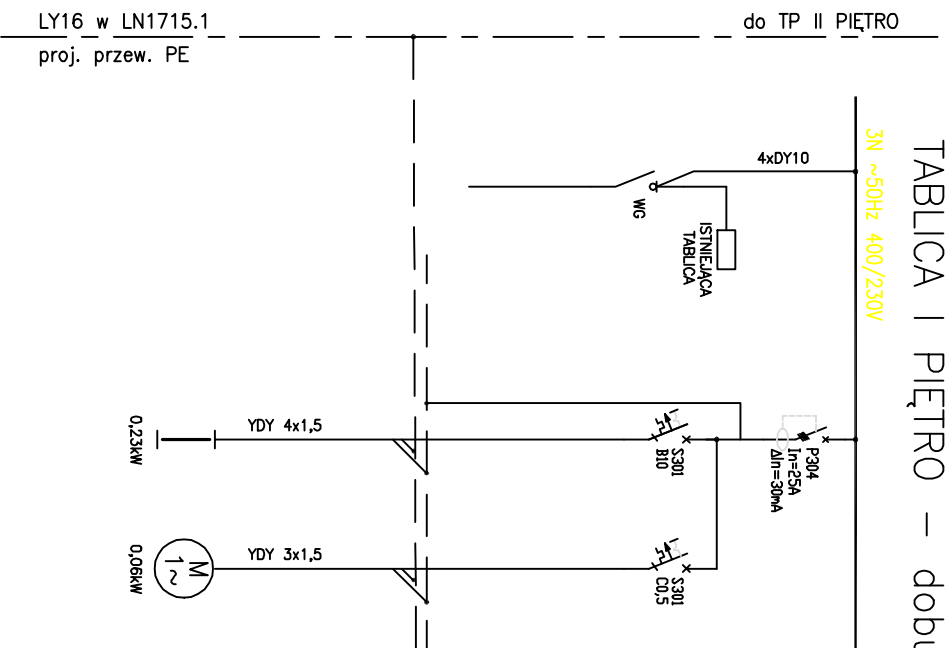 LY16 w LN1715.1
do TP II PIĘTRO
proj. przew. PE
TABLICA I PIĘTRO – dobu
3N ~50Hz 400/230V
4xDY10
WG
ISTNIEJĄCA
TABLICA
P304
In=25A
ΔIn=30mA
S301
B10
YDY 4x1,5
0,23kW
S301
C0,5
YDY 3x1,5
M
1~
0,06kW